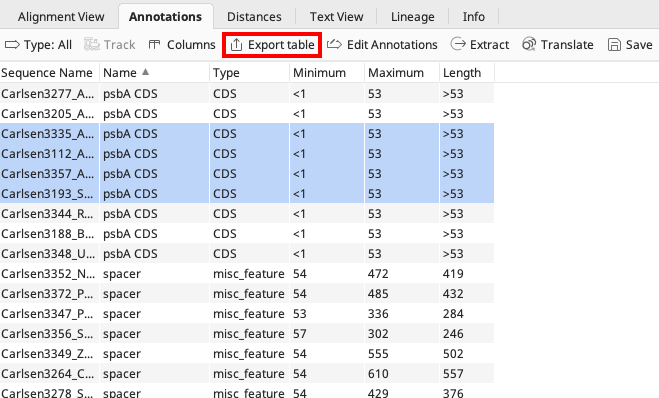 Alignment View Annotations Distances Text View Lineage Info
Type: All Track Columns Export table Edit Annotations Extract Translate Save
Sequence Name Name Type Minimum Maximum Length
Carlsen3277_A... psbA CDS CDS <1 53 >53
Carlsen3205_A... psbA CDS CDS <1 53 >53
Carlsen3335_A... psbA CDS CDS <1 53 >53
Carlsen3112_A... psbA CDS CDS <1 53 >53
Carlsen3357_A... psbA CDS CDS <1 53 >53
Carlsen3193_S... psbA CDS CDS <1 53 >53
Carlsen3344_R... psbA CDS CDS <1 53 >53
Carlsen3188_B... psbA CDS CDS <1 53 >53
Carlsen3348_U... psbA CDS CDS <1 53 >53
Carlsen3352_N... spacer misc_feature 54 472 419
Carlsen3372_P... spacer misc_feature 54 485 432
Carlsen3347_P... spacer misc_feature 53 336 284
Carlsen3356_S... spacer misc_feature 57 302 246
Carlsen3349_Z... spacer misc_feature 54 555 502
Carlsen3264_C... spacer misc_feature 54 610 557
Carlsen3278_S... spacer misc_feature 54 429 376